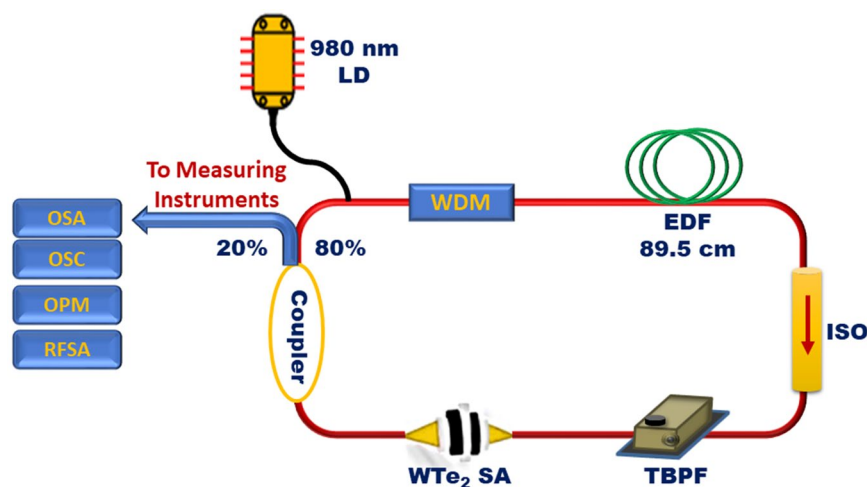 980 nm
LD
To Measuring
Instruments
OSA
OSC
OPM
RFSA
20%
80%
WDM
EDF
89.5 cm
ISO
Coupler
WTe₂ SA
TBPF